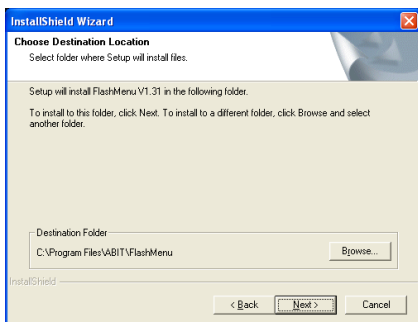 InstallShield Wizard
Choose Destination Location
Select folder where Setup will install files.
Setup will install FlashMenu V1.31 in the following folder.
To install to this folder, click Next. To install to a different folder, click Browse and select
another folder.
Destination Folder
C:\Program Files\ABIT\FlashMenu
Browse...
InstallShield
< Back
Next >
Cancel